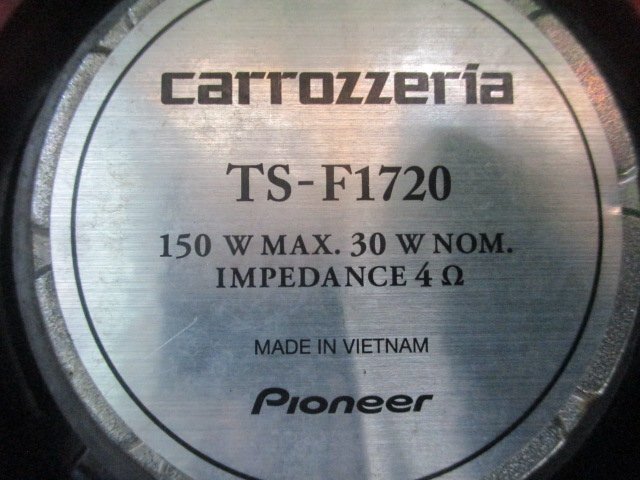 carrozzeria
TS-F1720
150 W MAX. 30 W NOM.
IMPEDANCE 4 Ω
MADE IN VIETNAM
Pioneer